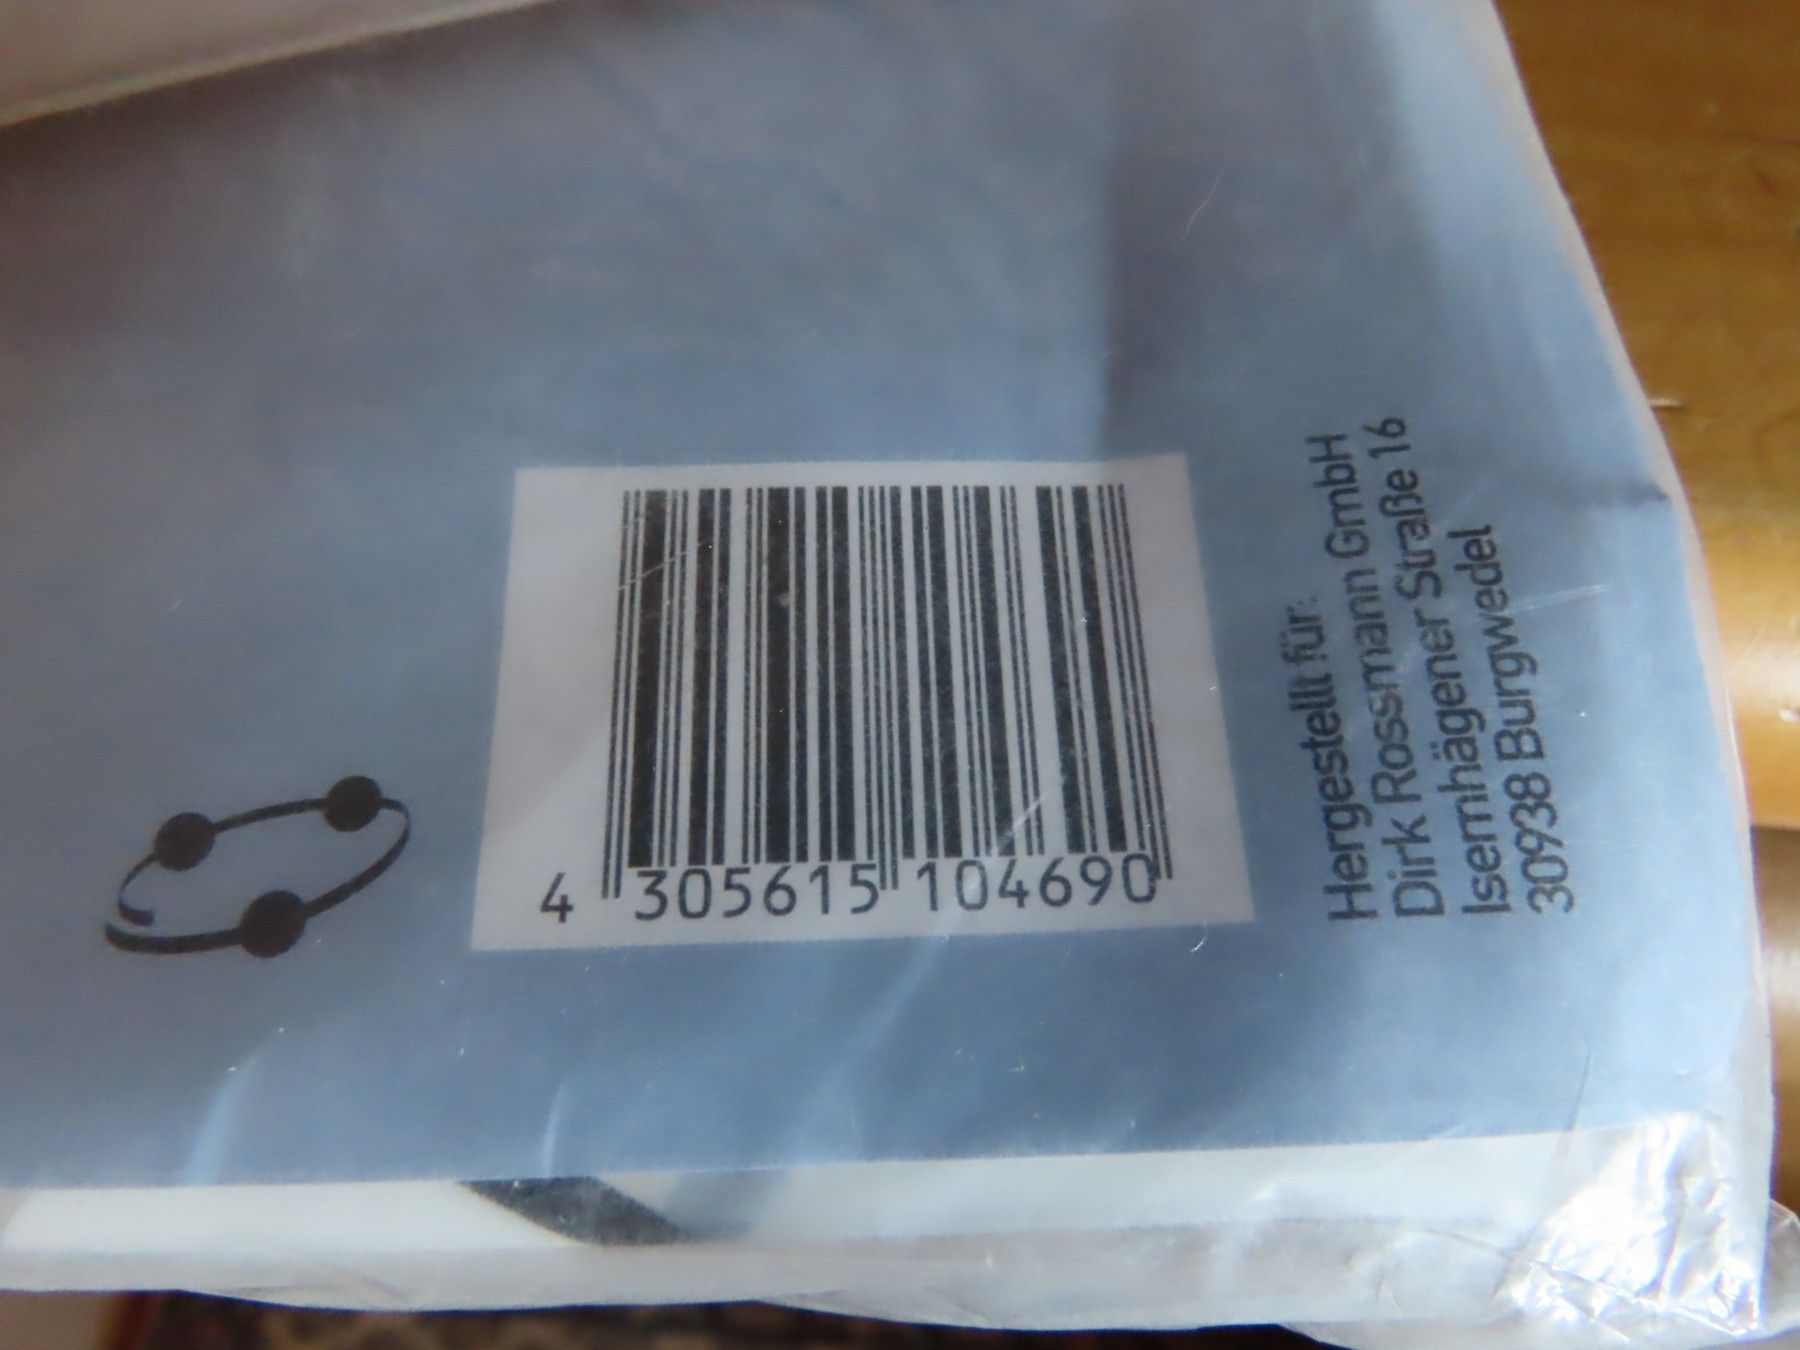 4 305615 104690
Hergestellt für:
Dirk Rossmann GmbH
Isernhägener Straße 16
30938 Burgwedel